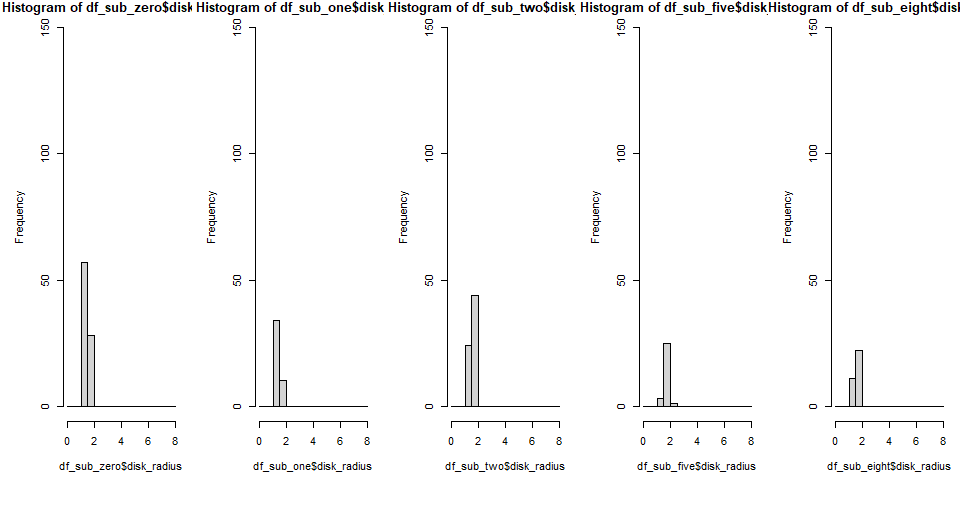 Histogram of df_sub_zero$disk
Histogram of df_sub_one$disk
Histogram of df_sub_two$disk
Histogram of df_sub_five$disk
Histogram of df_sub_eight$disk
Frequency
0
50
100
150
0 2 4 6 8
df_sub_zero$disk_radius
Frequency
0
50
100
150
0 2 4 6 8
df_sub_one$disk_radius
Frequency
0
50
100
150
0 2 4 6 8
df_sub_two$disk_radius
Frequency
0
50
100
150
0 2 4 6 8
df_sub_five$disk_radius
Frequency
0
50
100
150
0 2 4 6 8
df_sub_eight$disk_radius